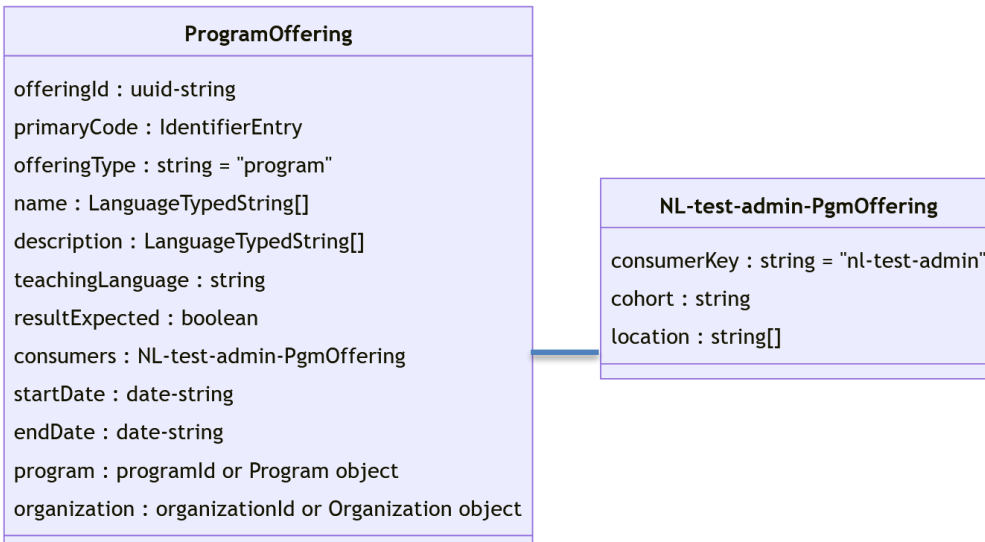 ProgramOffering
offeringId : uuid-string
primaryCode : IdentifierEntry
offeringType : string = "program"
name : LanguageTypedString[]
description : LanguageTypedString[]
teachingLanguage : string
resultExpected : boolean
consumers : NL-test-admin-PgmOffering
startDate : date-string
endDate : date-string
program : programId or Program object
organization : organizationId or Organization object
NL-test-admin-PgmOffering
consumerKey : string = "nl-test-admin"
cohort : string
location : string[]